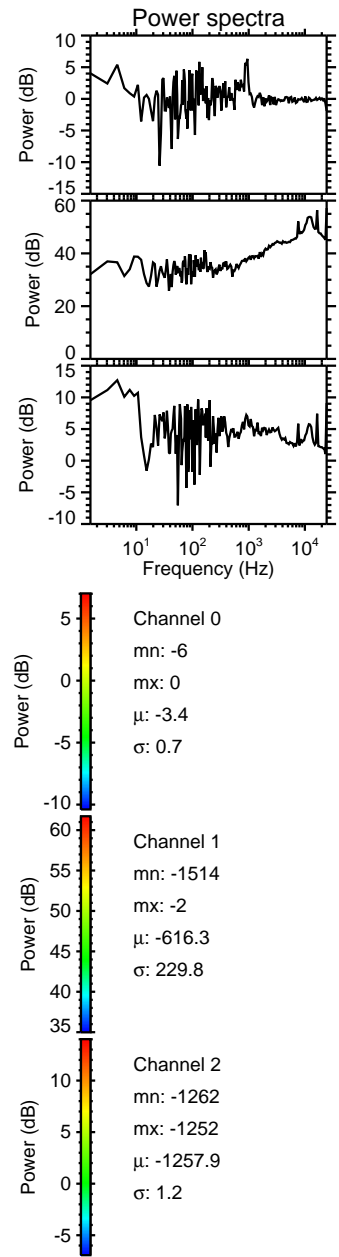 Power spectra
10
5
0
-5
-10
-15
Power (dB)
60
40
20
0
Power (dB)
15
10
5
0
-5
-10
Power (dB)
10¹ 10² 10³ 10⁴
Frequency (Hz)
5
0
-5
-10
Power (dB)
Channel 0
mn: -6
mx: 0
μ: -3.4
σ: 0.7
60
55
50
45
40
35
Power (dB)
Channel 1
mn: -1514
mx: -2
μ: -616.3
σ: 229.8
10
5
0
-5
Power (dB)
Channel 2
mn: -1262
mx: -1252
μ: -1257.9
σ: 1.2